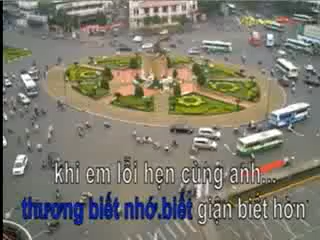 khi em lỗi hẹn cùng anh...
thương biết nhớ.biết giận biết hờn